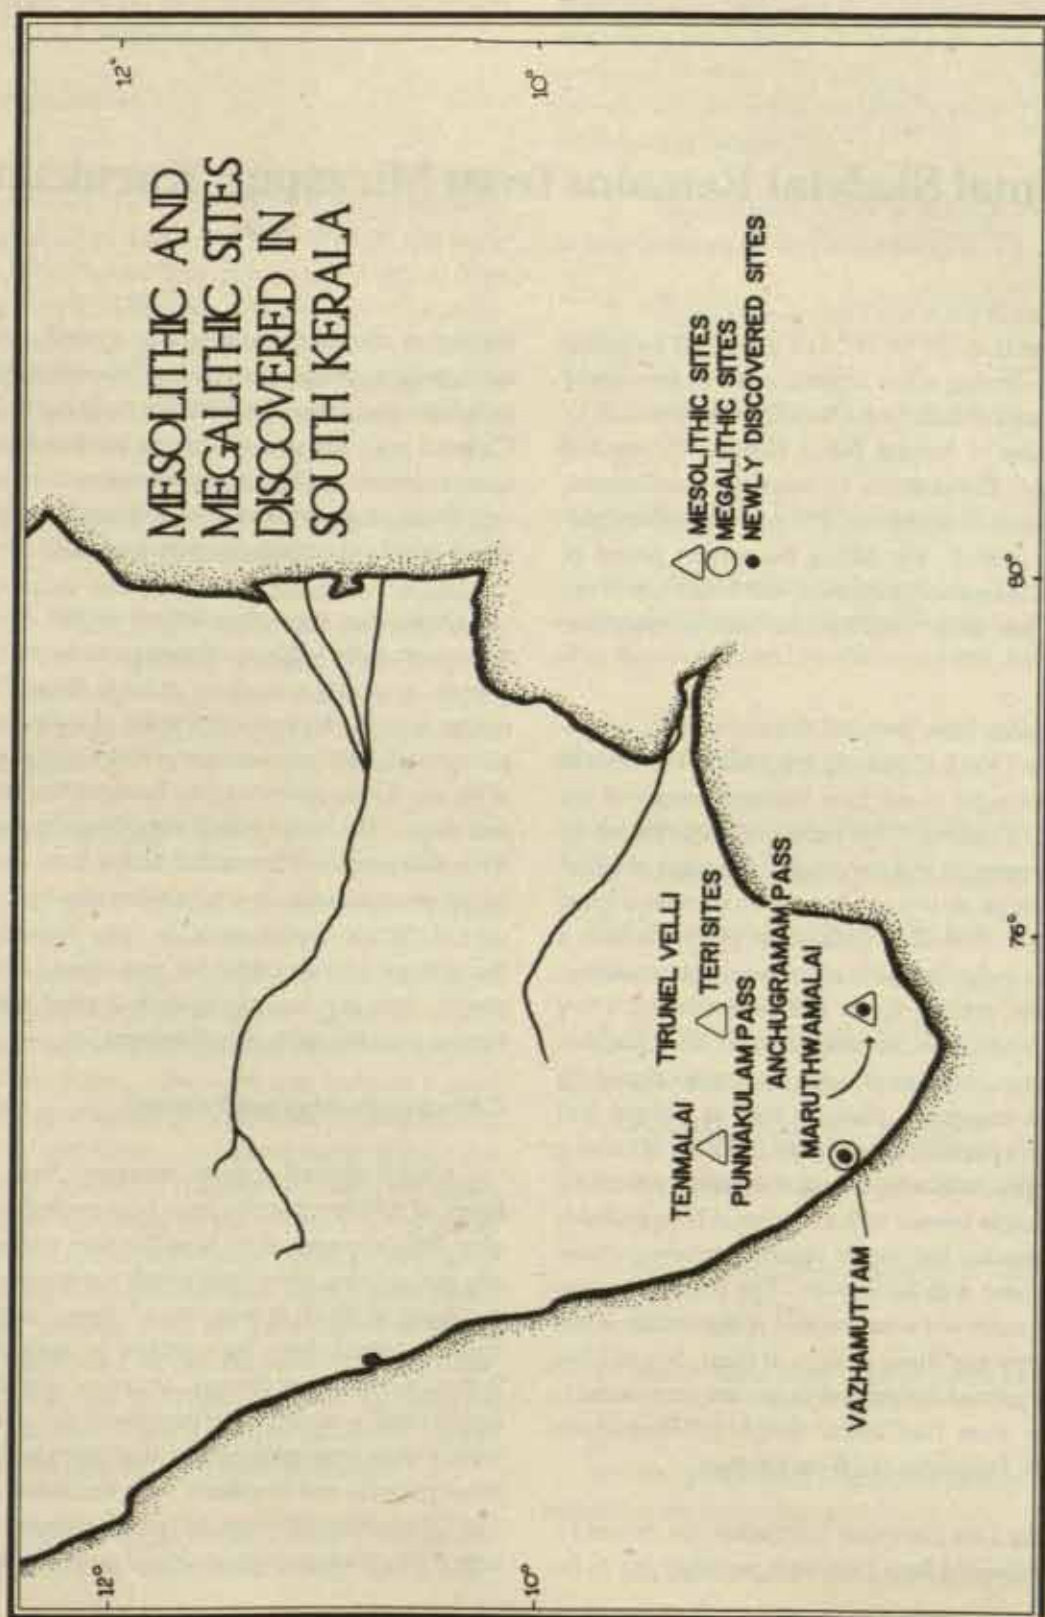 MESOLITHIC AND
MEGALITHIC SITES
DISCOVERED IN
SOUTH KERALA
12°
12°
10°
10°
80°
76°
MESOLITHIC SITES
MEGALITHIC SITES
NEWLY DISCOVERED SITES
TENMALAI
TIRUNEL VELLI
TERI SITES
PUNNAKULAM PASS
ANCHUGRAMAM PASS
MARUTHWAMALAI
VAZHAMUTTAM